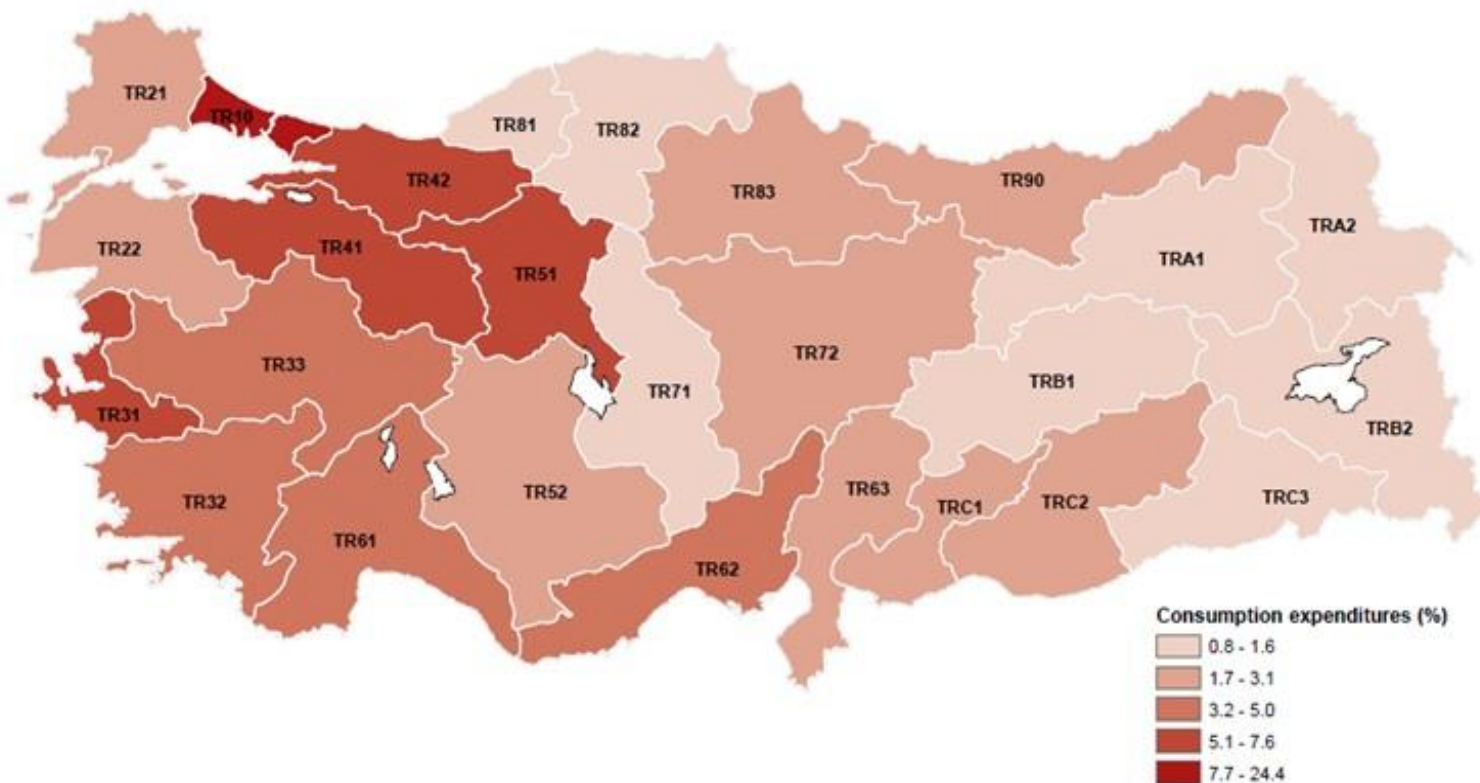 TR21
TR10
TR81
TR82
TR42
TR83
TR90
TRA2
TR22
TR41
TR51
TRA1
TR33
TR72
TR71
TRB1
TR31
TRB2
TR32
TR52
TR63
TRC1
TRC2
TRC3
TR61
TR62
Consumption expenditures (%)
0.8 - 1.6
1.7 - 3.1
3.2 - 5.0
5.1 - 7.6
7.7 - 24.4